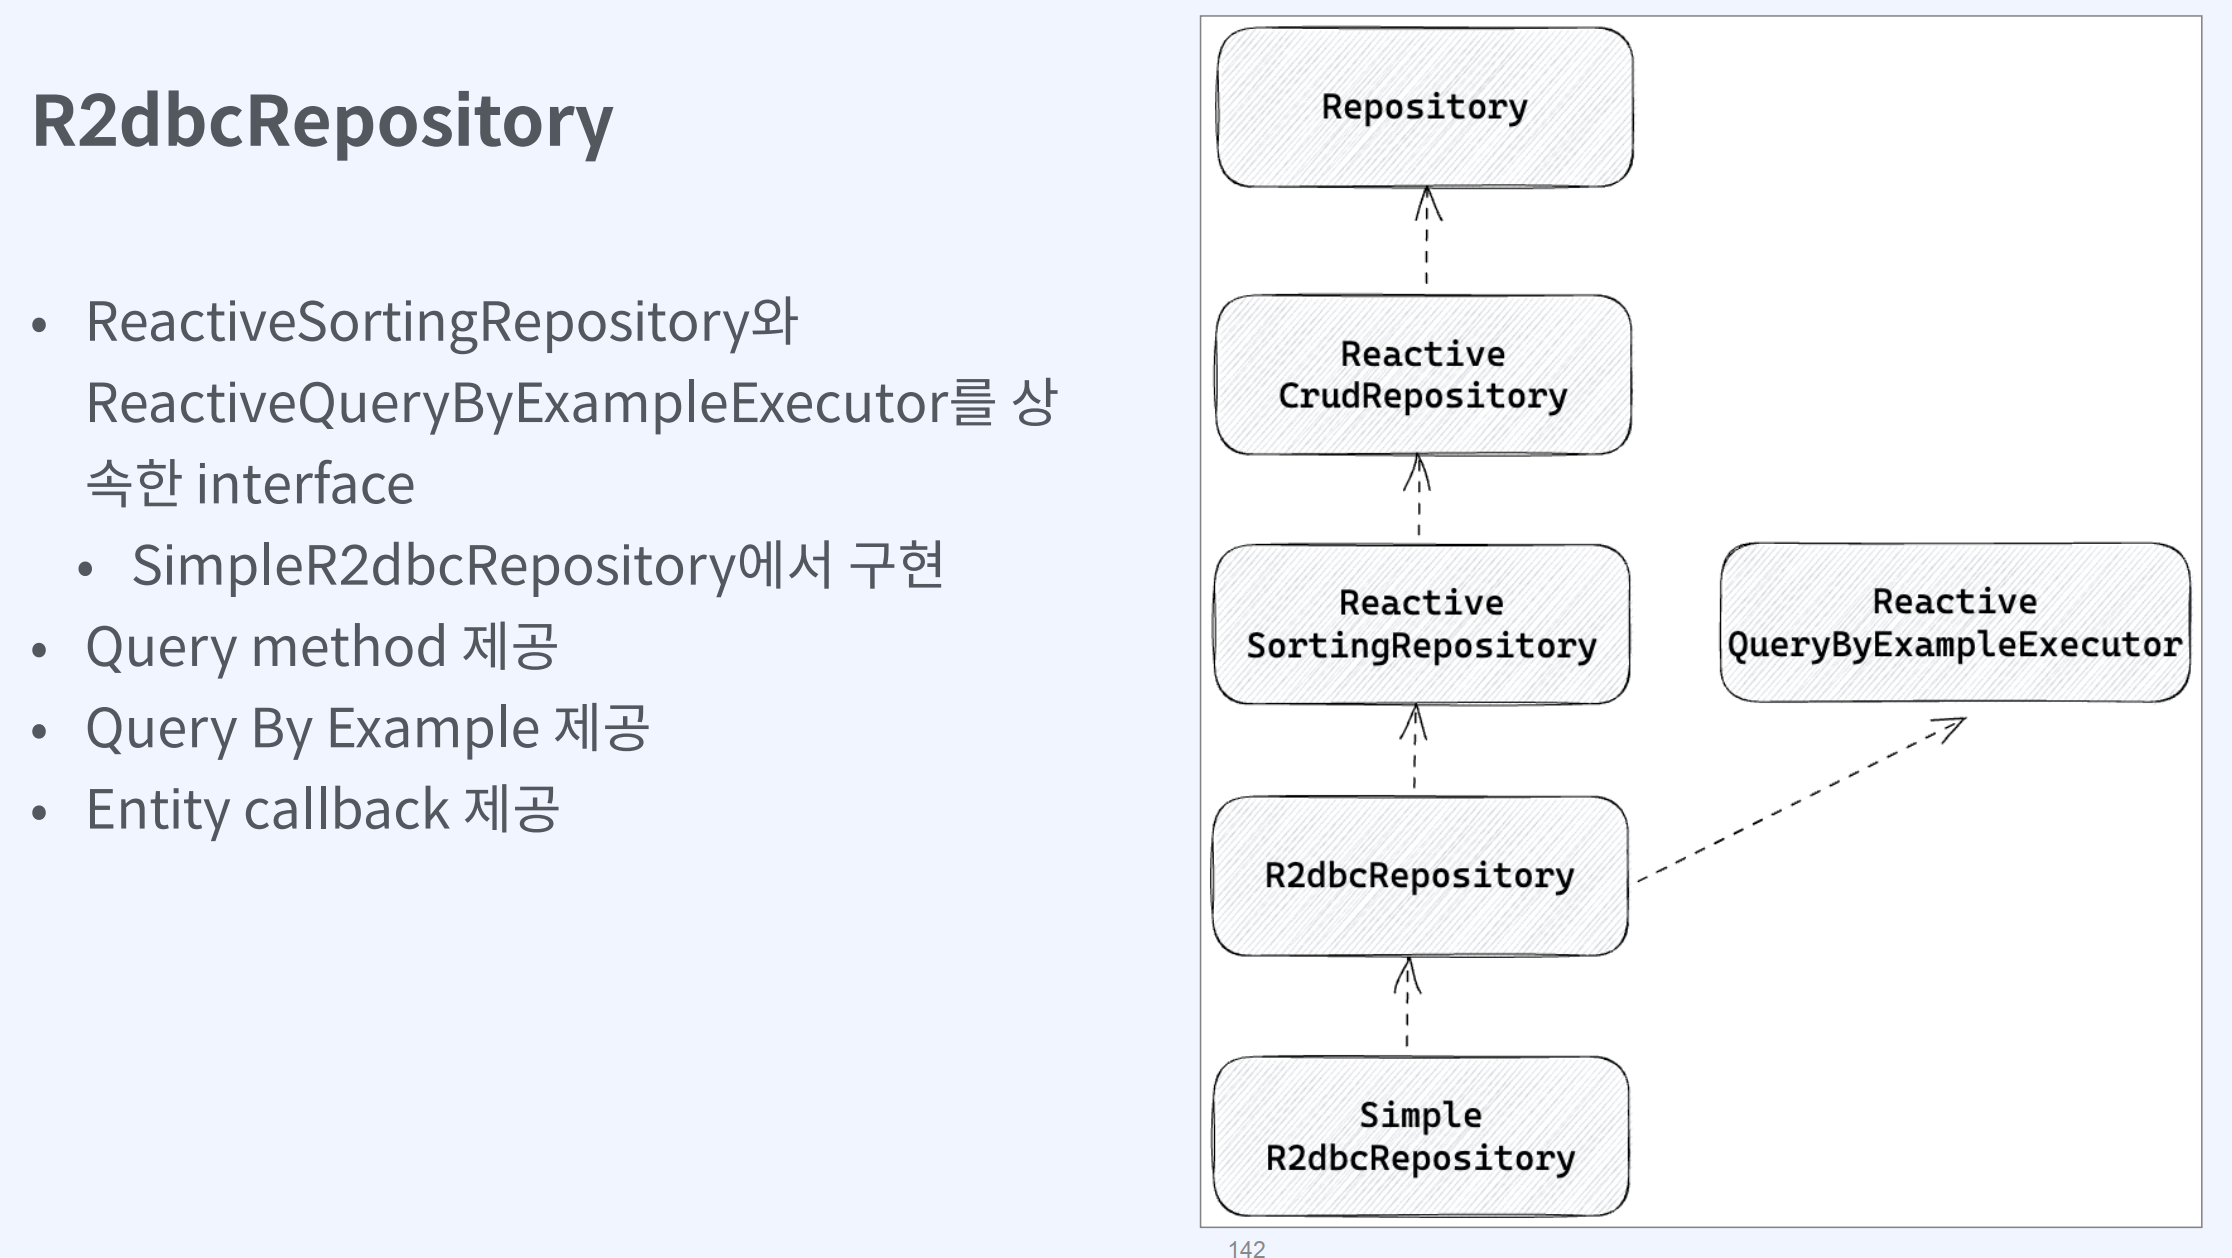 R2dbcRepository
• ReactiveSortingRepository와
ReactiveQueryByExampleExecutor를 상
속한 interface
• SimpleR2dbcRepository에서 구현
• Query method 제공
• Query By Example 제공
• Entity callback 제공
Repository
Reactive
CrudRepository
Reactive
SortingRepository
Reactive
QueryByExampleExecutor
R2dbcRepository
Simple
R2dbcRepository
142